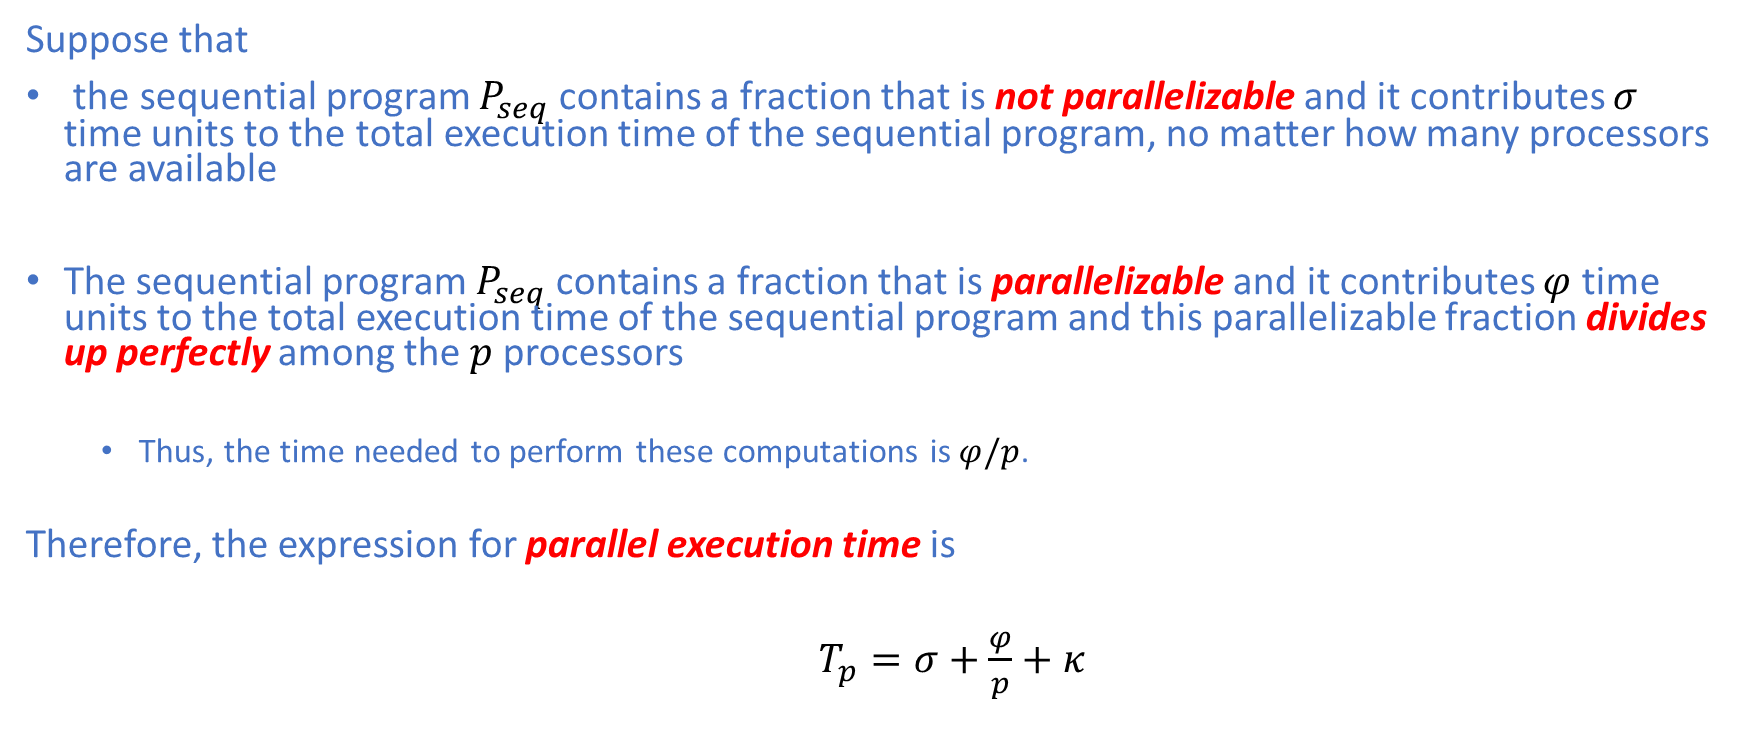 Suppose that
• the sequential program P_seq contains a fraction that is not parallelizable and it contributes σ
time units to the total execution time of the sequential program, no matter how many processors
are available
• The sequential program P_seq contains a fraction that is parallelizable and it contributes φ time
units to the total execution time of the sequential program and this parallelizable fraction divides
up perfectly among the p processors
• Thus, the time needed to perform these computations is φ/p.
Therefore, the expression for parallel execution time is
T_p = σ + φ/p + κ